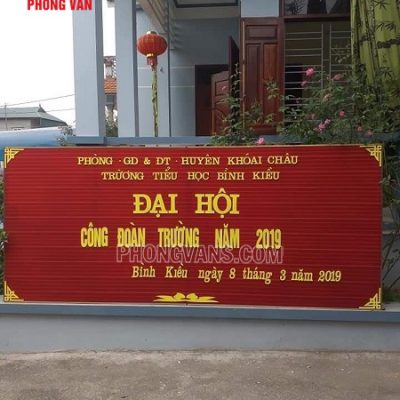 PHONG VÂN
PHÒNG · GD & ĐT · HUYỆN KHOÁI CHÂU
TRƯỜNG TIỂU HỌC BÌNH KIỀU
ĐẠI HỘI
CÔNG ĐOÀN TRƯỜNG NĂM 2019
PHONGVANS.COM
Bình Kiều ngày 8 tháng 3 năm 2019